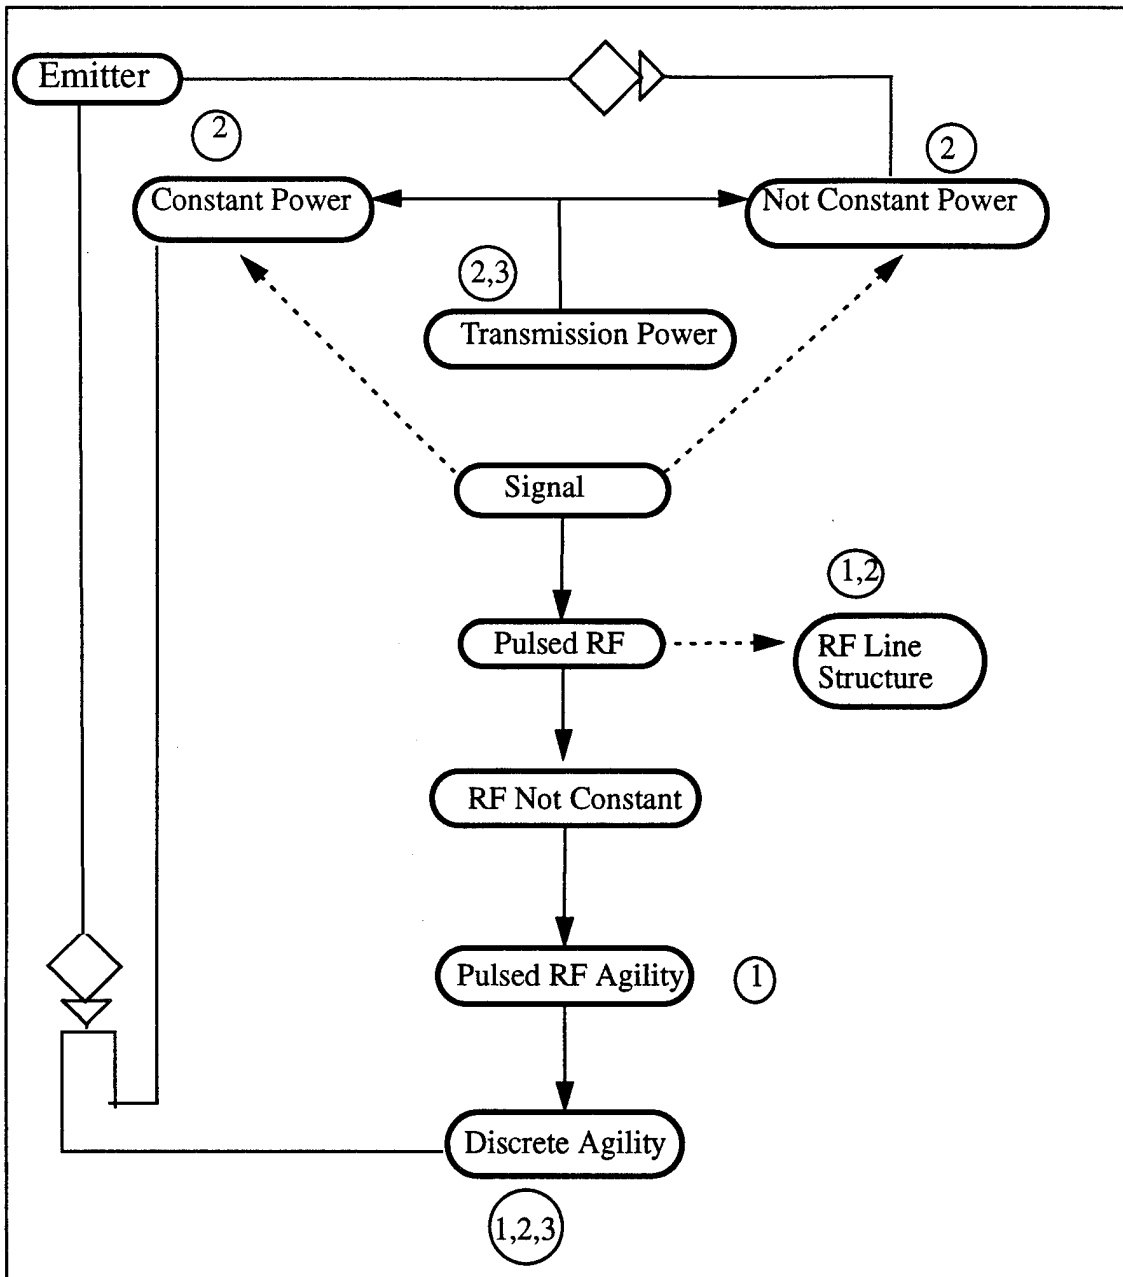 Emitter
2
2
Constant Power
Not Constant Power
2,3
Transmission Power
Signal
1,2
Pulsed RF
RF Line
Structure
RF Not Constant
Pulsed RF Agility
1
Discrete Agility
1,2,3